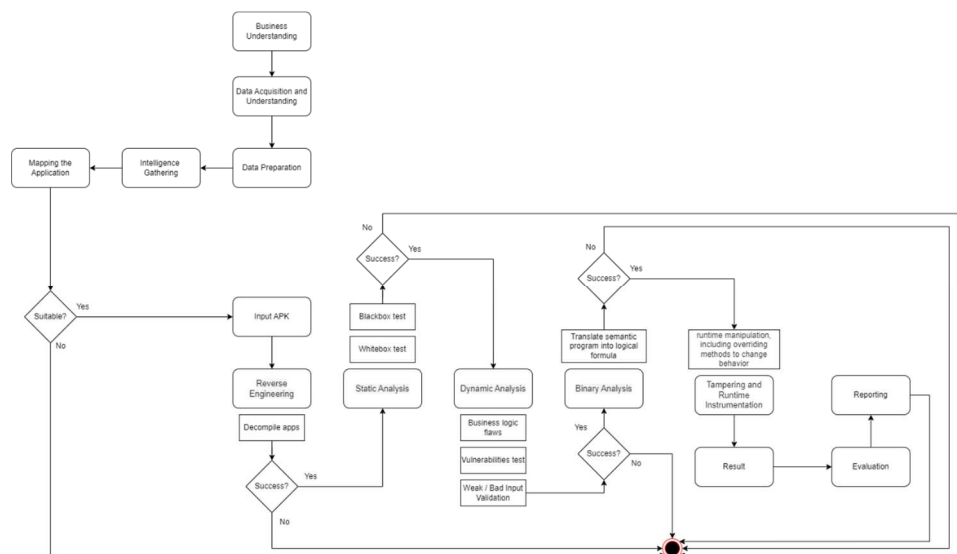 Business
Understanding
Data Acquisition and
Understanding
Mapping the
Application
Intelligence
Gathering
Data Preparation
No
Success?
Yes
No
Success?
Yes
Suitable?
Yes
No
Input APK
Blackbox test
Whitebox test
Translate semantic
program into logical
formula
runtime manipulation,
including overriding
methods to change
behavior
Reverse
Engineering
Static Analysis
Dynamic Analysis
Binary Analysis
Tampering and
Runtime
Instrumentation
Reporting
Decompile apps
Business logic
flaws
Yes
Success?
No
Vulnerabilities test
Success?
Yes
No
Weak / Bad Input
Validation
Result
Evaluation